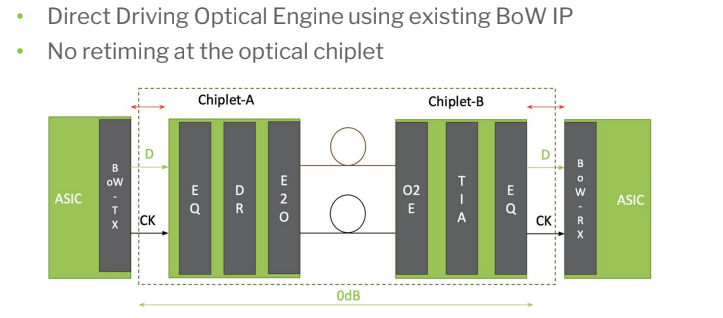 Direct Driving Optical Engine using existing BoW IP
No retiming at the optical chiplet
Chiplet-A
Chiplet-B
ASIC
B
oW
-
T
X
D
CK
E
Q
D
R
E
2
O
O2
E
T
I
A
E
Q
D
CK
B
o
W
-
R
X
ASIC
0dB